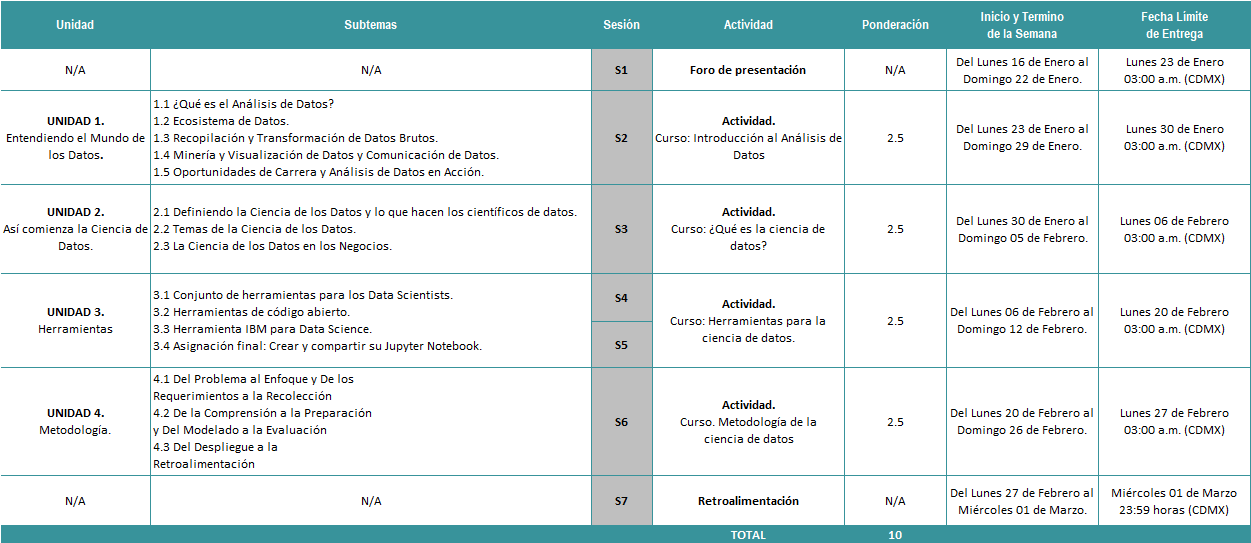 Unidad
Subtemas
Sesión
Actividad
Ponderación
Inicio y Termino
de la Semana
Fecha Límite
de Entrega
N/A
N/A
S1
Foro de presentación
N/A
Del Lunes 16 de Enero al
Domingo 22 de Enero.
Lunes 23 de Enero
03:00 a.m. (CDMX)
UNIDAD 1.
Entendiendo el Mundo de
los Datos.
1.1 ¿Qué es el Análisis de Datos?
1.2 Ecosistema de Datos.
1.3 Recopilación y Transformación de Datos Brutos.
1.4 Minería y Visualización de Datos y Comunicación de Datos.
1.5 Oportunidades de Carrera y Análisis de Datos en Acción.
S2
Actividad.
Curso: Introducción al Análisis de
Datos
2.5
Del Lunes 23 de Enero al
Domingo 29 de Enero.
Lunes 30 de Enero
03:00 a.m. (CDMX)
UNIDAD 2.
Así comienza la Ciencia de
Datos.
2.1 Definiendo la Ciencia de los Datos y lo que hacen los científicos de datos.
2.2 Temas de la Ciencia de los Datos.
2.3 La Ciencia de los Datos en los Negocios.
S3
Actividad.
Curso: ¿Qué es la ciencia de
datos?
2.5
Del Lunes 30 de Enero al
Domingo 05 de Febrero.
Lunes 06 de Febrero
03:00 a.m. (CDMX)
UNIDAD 3.
Herramientas
3.1 Conjunto de herramientas para los Data Scientists.
3.2 Herramientas de código abierto.
3.3 Herramienta IBM para Data Science.
3.4 Asignación final: Crear y compartir su Jupyter Notebook.
S4
S5
Actividad.
Curso: Herramientas para la
ciencia de datos.
2.5
Del Lunes 06 de Febrero al
Domingo 12 de Febrero.
Lunes 20 de Febrero
03:00 a.m. (CDMX)
UNIDAD 4.
Metodología.
4.1 Del Problema al Enfoque y De los
Requerimientos a la Recolección
4.2 De la Comprensión a la Preparación
y Del Modelado a la Evaluación
4.3 Del Despliegue a la
Retroalimentación
S6
Actividad.
Curso. Metodología de la
ciencia de datos
2.5
Del Lunes 20 de Febrero al
Domingo 26 de Febrero.
Lunes 27 de Febrero
03:00 a.m. (CDMX)
N/A
N/A
S7
Retroalimentación
N/A
Del Lunes 27 de Febrero al
Miércoles 01 de Marzo.
Miércoles 01 de Marzo
23:59 horas (CDMX)
TOTAL
10